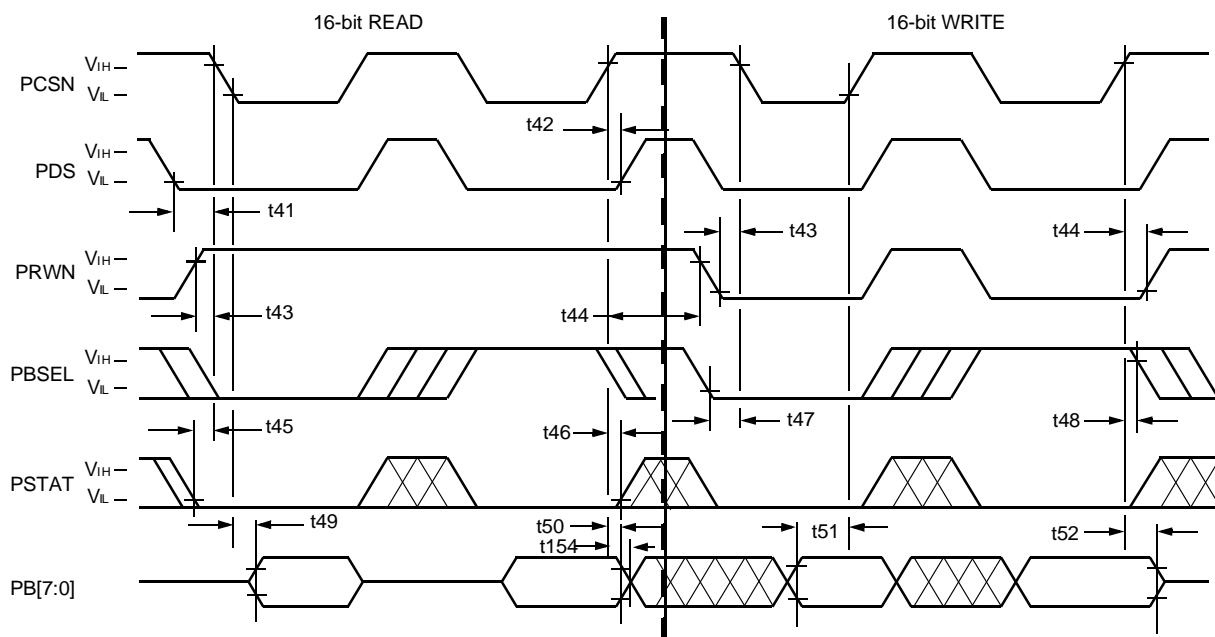 16-bit READ
16-bit WRITE
VIH
PCSN
VIL
t42
VIH
PDS
VIL
t41
t43
t44
VIH
PRWN
VIL
t43
t44
VIH
PBSEL
VIL
t45
t46
t47
t48
VIH
PSTAT
VIL
t49
t50
t51
t52
t154
PB[7:0]